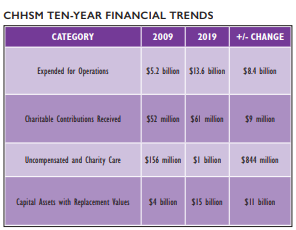 CHHSM TEN-YEAR FINANCIAL TRENDS
CATEGORY 2009 2019 +/- CHANGE
Expended for Operations $5.2 billion $13.6 billion $8.4 billion
Charitable Contributions Received $52 million $61 million $9 million
Uncompensated and Charity Care $156 million $1 billion $844 million
Capital Assets with Replacement Values $4 billion $15 billion $11 billion